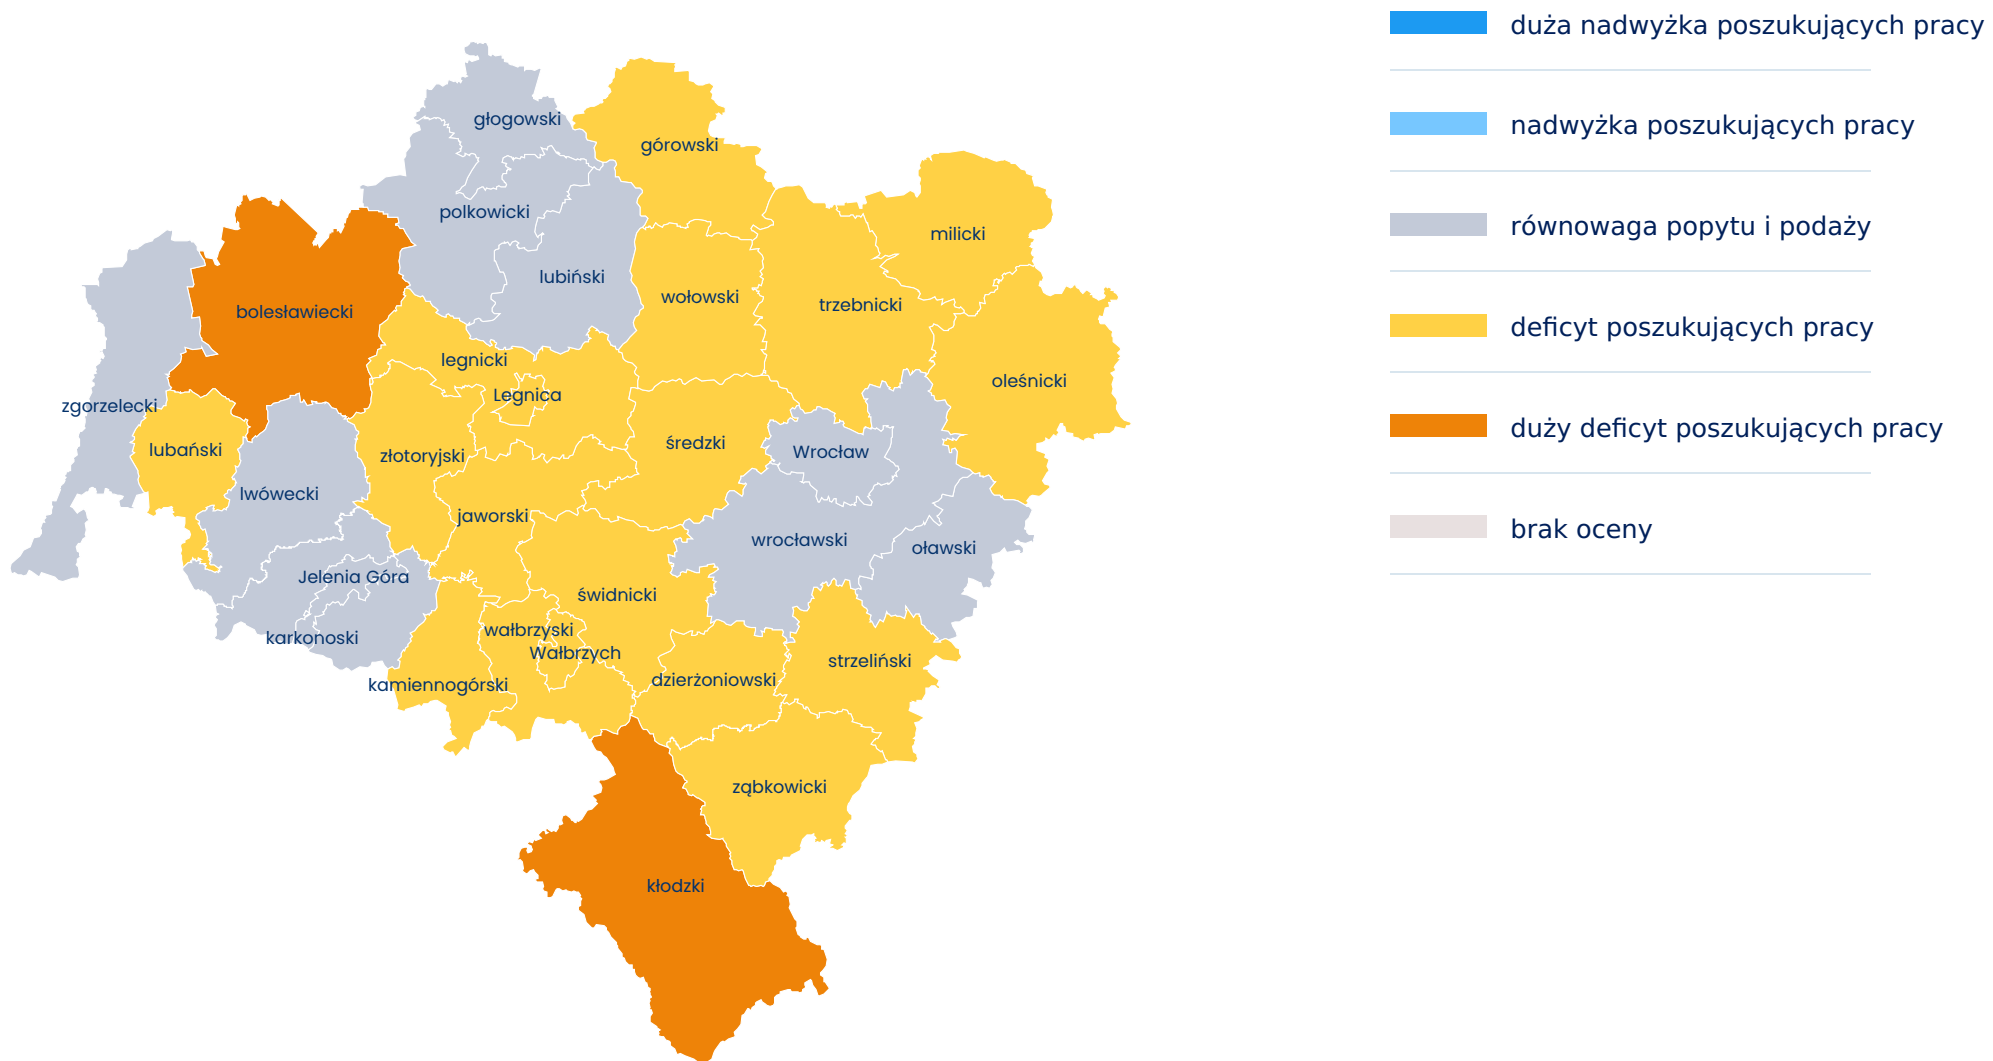 duża nadwyżka poszukujących pracy
nadwyżka poszukujących pracy
równowaga popytu i podaży
deficyt poszukujących pracy
duży deficyt poszukujących pracy
brak oceny
głogowski
górowski
polkowicki
milicki
lubiński
wołowski
trzebnicki
bolesławiecki
legnicki
oleśnicki
Legnica
zgorzelecki
średzki
lubański
Wrocław
złotoryjski
lwówecki
jaworski
wrocławski
oławski
Jelenia Góra
świdnicki
wałbrzyski
karkonoski
Wałbrzych
strzeliński
dzierżoniowski
kamiennogórski
ząbkowicki
kłodzki